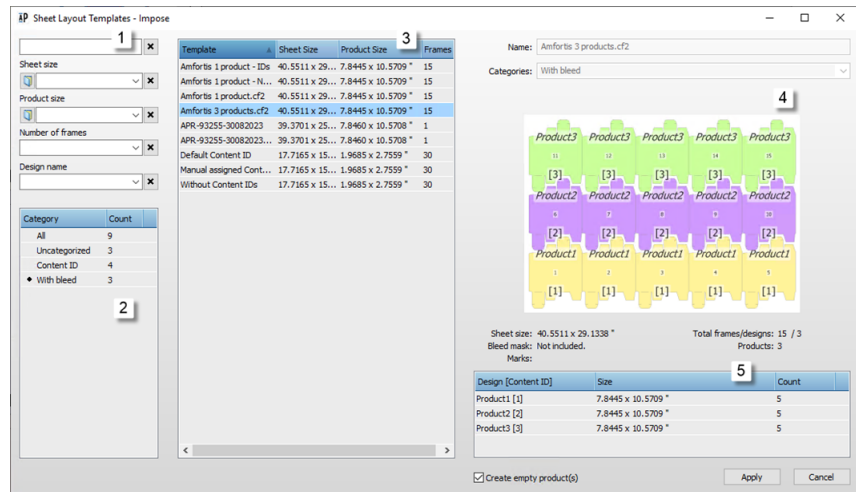 Sheet Layout Templates - Impose
1
Sheet size
Product size
Number of frames
Design name
Category Count
All 9
Uncategorized 3
Content ID 4
With bleed 3
2
3
Template Sheet Size Product Size Frames
Amfortis 1 product - IDs 40.5511 x 29... 7.8445 x 10.5709 " 15
Amfortis 1 product - N... 40.5511 x 29... 7.8445 x 10.5709 " 15
Amfortis 1 product.cf2 40.5511 x 29... 7.8445 x 10.5709 " 15
Amfortis 3 products.cf2 40.5511 x 29... 7.8445 x 10.5709 " 15
APR-93255-30082023 39.3701 x 25... 7.8460 x 10.5708 " 1
APR-93255-30082023... 39.3701 x 25... 7.8460 x 10.5708 " 1
Default Content ID 17.7165 x 15... 1.9685 x 2.7559 " 30
Manual assigned Cont... 17.7165 x 15... 1.9685 x 2.7559 " 30
Without Content IDs 17.7165 x 15... 1.9685 x 2.7559 " 30
Name: Amfortis 3 products.cf2
Categories: With bleed
4
Product3 Product3 Product3 Product3 Product3
11 12 13 14 15
[3] [3] [3] [3] [3]
Product2 Product2 Product2 Product2 Product2
6 7 8 9 10
[2] [2] [2] [2] [2]
Product1 Product1 Product1 Product1 Product1
1 2 3 4 5
[1] [1] [1] [1] [1]
Sheet size: 40.5511 x 29.1338 " Total frames/designs: 15 / 3
Bleed mask: Not included. Products: 3
Marks:
5
Design [Content ID] Size Count
Product1 [1] 7.8445 x 10.5709 " 5
Product2 [2] 7.8445 x 10.5709 " 5
Product3 [3] 7.8445 x 10.5709 " 5
Create empty product(s) Apply Cancel